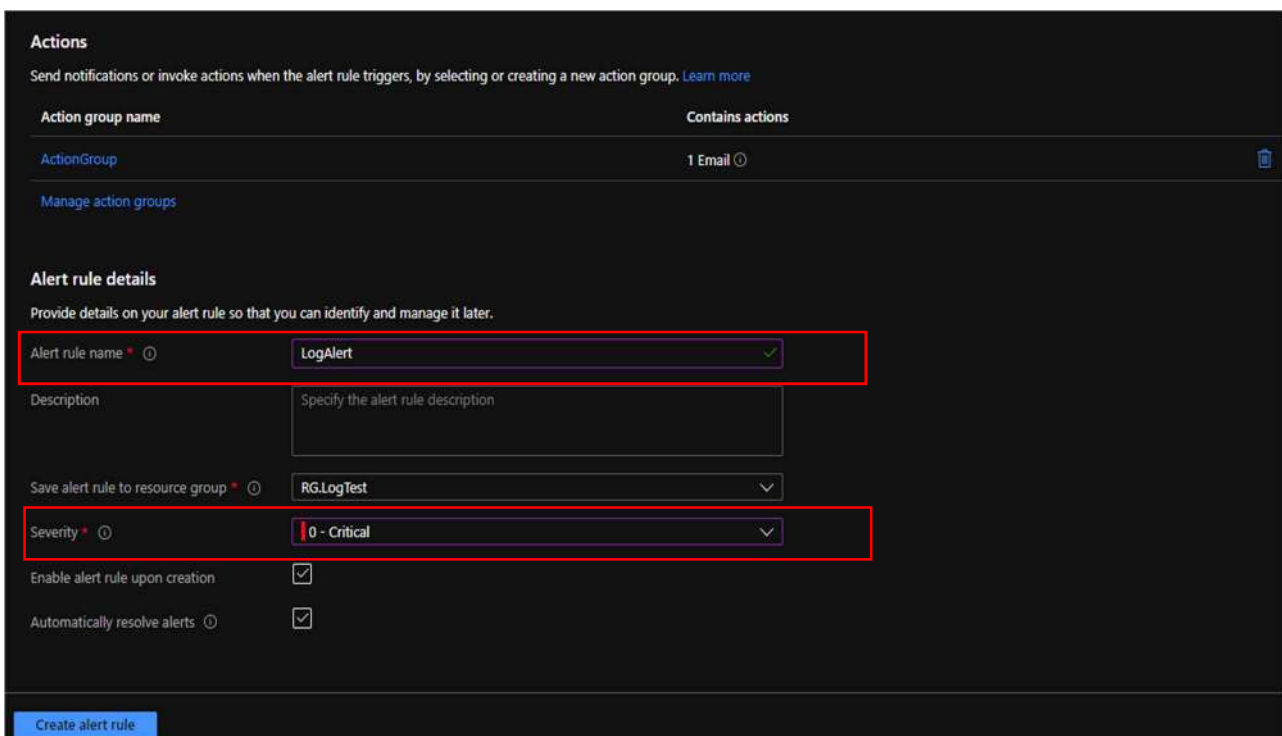 Actions
Send notifications or invoke actions when the alert rule triggers, by selecting or creating a new action group. Learn more
Action group name Contains actions
ActionGroup 1 Email
Manage action groups
Alert rule details
Provide details on your alert rule so that you can identify and manage it later.
Alert rule name * LogAlert
Description Specify the alert rule description
Save alert rule to resource group * RG.LogTest
Severity * 0 - Critical
Enable alert rule upon creation
Automatically resolve alerts
Create alert rule